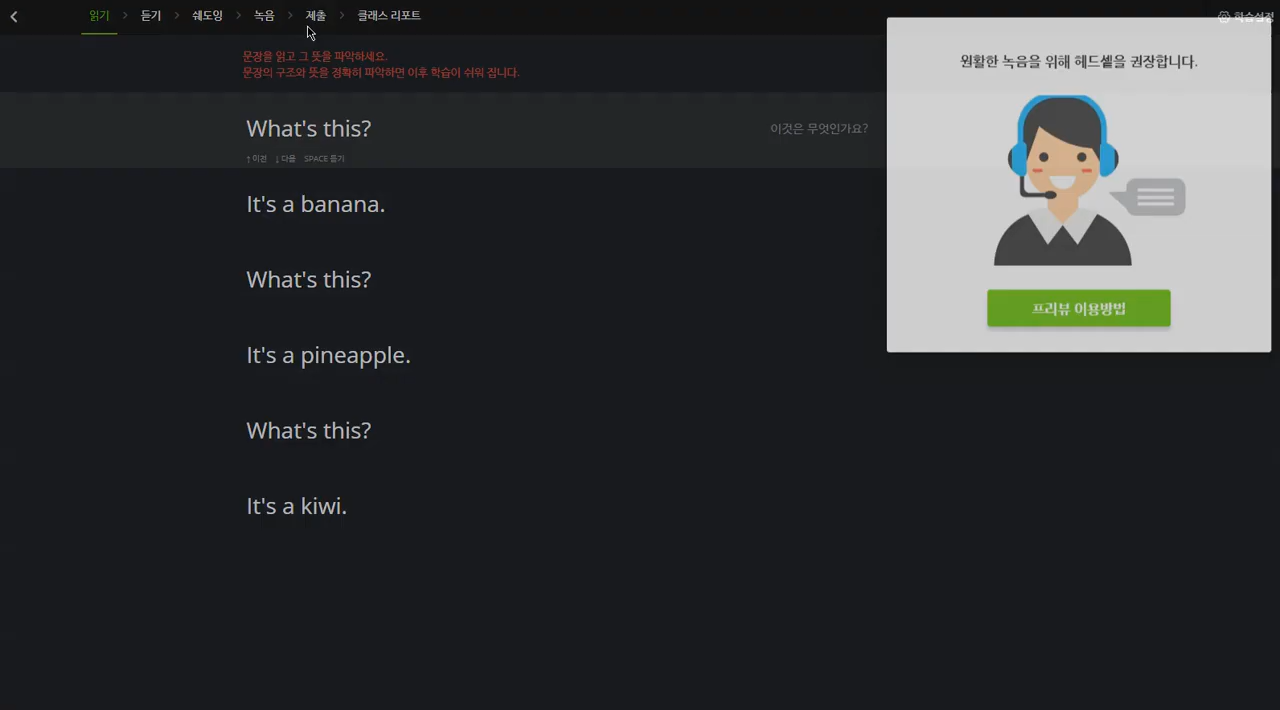 읽기 > 듣기 > 쉐도잉 > 녹음 > 제출 > 클래스 리포트
학습설정
문장을 읽고 그 뜻을 파악하세요.
문장의 구조와 뜻을 정확히 파악하면 이후 학습이 쉬워 집니다.
원활한 녹음을 위해 헤드셋을 권장합니다.
What's this?
이것은 무엇인가요?
↑이전 ↓다음 SPACE 듣기
It's a banana.
What's this?
프리뷰 이용방법
It's a pineapple.
What's this?
It's a kiwi.